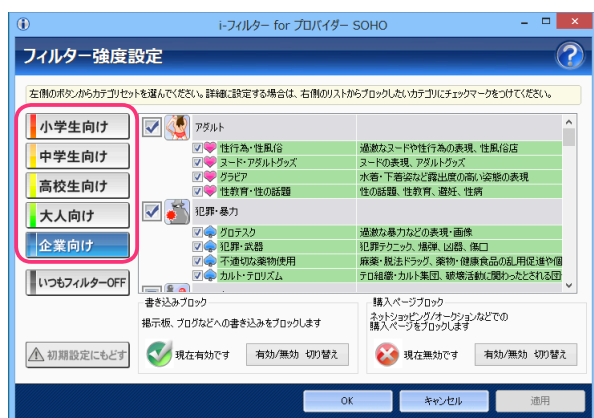 i-フィルター for プロバイダー SOHO
フィルター強度設定
左側のボタンからカテゴリセットを選んでください。詳細に設定する場合は、右側のリストからブロックしたいカテゴリにチェックマークをつけてください。
小学生向け
中学生向け
高校生向け
大人向け
企業向け
いつもフィルターOFF
初期設定にもどす
アダルト
性行為・性風俗 過激なヌードや性行為の表現、性風俗店
ヌード・アダルトグッズ ヌードの表現、アダルトグッズ
グラビア 水着・下着姿など露出度の高い姿態の表現
性教育・性の話題 性の話題、性教育、避妊、性病
犯罪・暴力
グロテスク 過激な暴力などの表現・画像
犯罪・武器 犯罪テクニック、爆弾、凶器、傷口
不適切な薬物使用 麻薬・脱法ドラッグ、薬物・健康食品の乱用促進や個
カルト・テロリズム テロ組織・カルト集団、破壊活動に関わったとされる団
書き込みブロック
掲示板、ブログなどへの書き込みをブロックします
現在有効です 有効/無効 切り替え
購入ページブロック
ネットショッピング/オークションなどでの
購入ページをブロックします
現在無効です 有効/無効 切り替え
OK キャンセル 適用